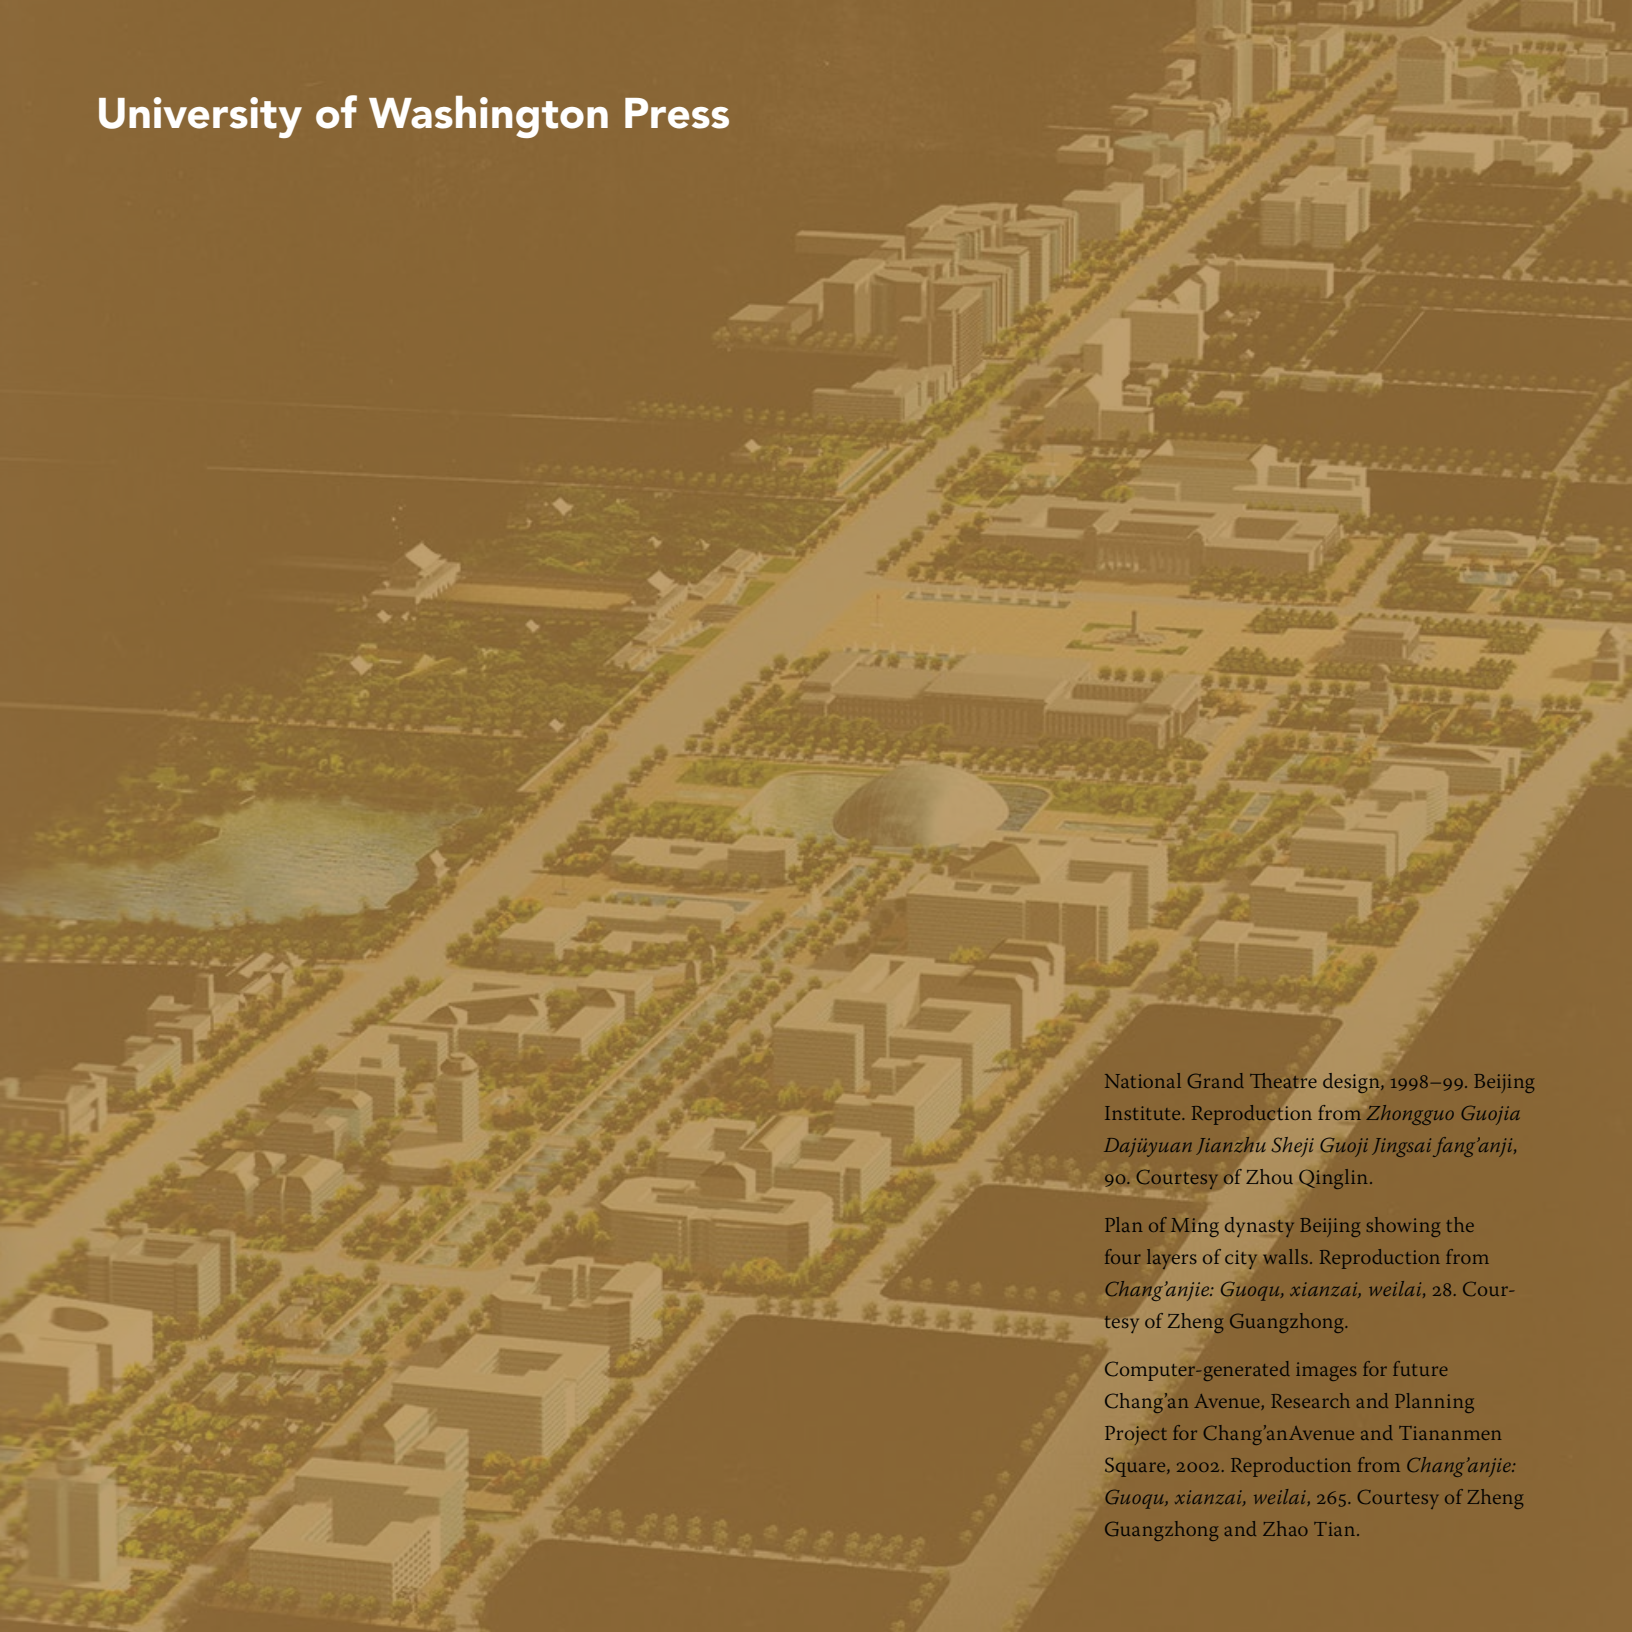 University of Washington Press
National Grand Theatre design, 1998–99. Beijing
Institute. Reproduction from Zhongguo Guojia
Dajüyuan Jianzhu Sheji Guoji Jingsai fang’anji,
90. Courtesy of Zhou Qinglin.
Plan of Ming dynasty Beijing showing the
four layers of city walls. Reproduction from
Chang’anjie: Guoqu, xianzai, weilai, 28. Cour-
tesy of Zheng Guangzhong.
Computer-generated images for future
Chang’an Avenue, Research and Planning
Project for Chang’anAvenue and Tiananmen
Square, 2002. Reproduction from Chang’anjie:
Guoqu, xianzai, weilai, 265. Courtesy of Zheng
Guangzhong and Zhao Tian.